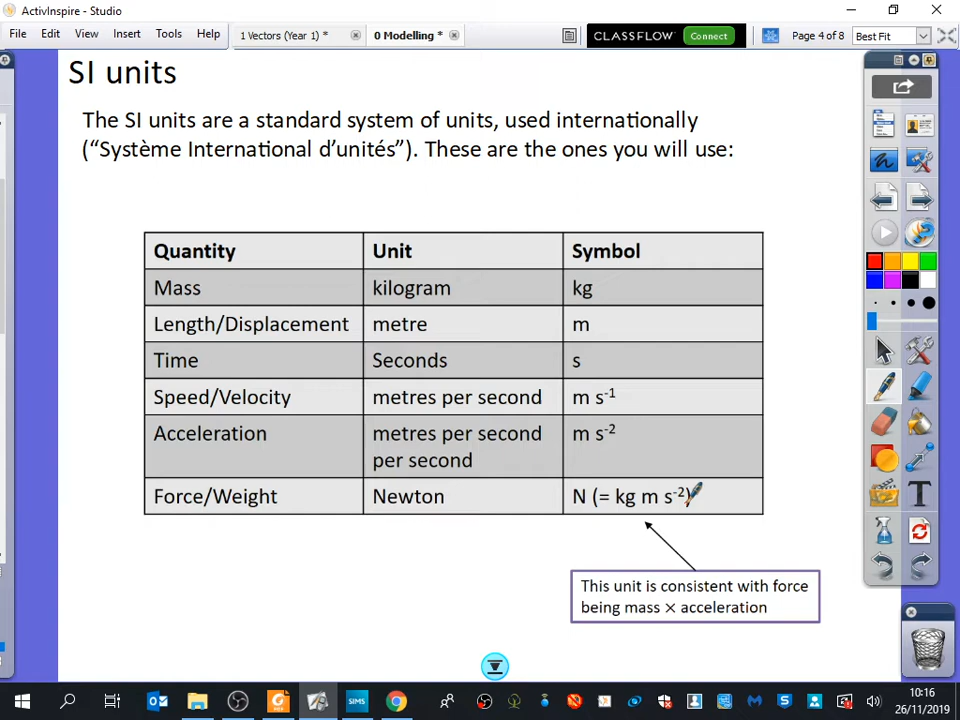 ActivInspire - Studio
File Edit View Insert Tools Help 1 Vectors (Year 1) * 0 Modelling * CLASSFLOW Connect Page 4 of 8 Best Fit
SI units
The SI units are a standard system of units, used internationally
(“Système International d’unités”). These are the ones you will use:
Quantity Unit Symbol
Mass kilogram kg
Length/Displacement metre m
Time Seconds s
Speed/Velocity metres per second m s⁻¹
Acceleration metres per second per second m s⁻²
Force/Weight Newton N (= kg m s⁻²)
This unit is consistent with force
being mass × acceleration
SIMS
10:16
26/11/2019